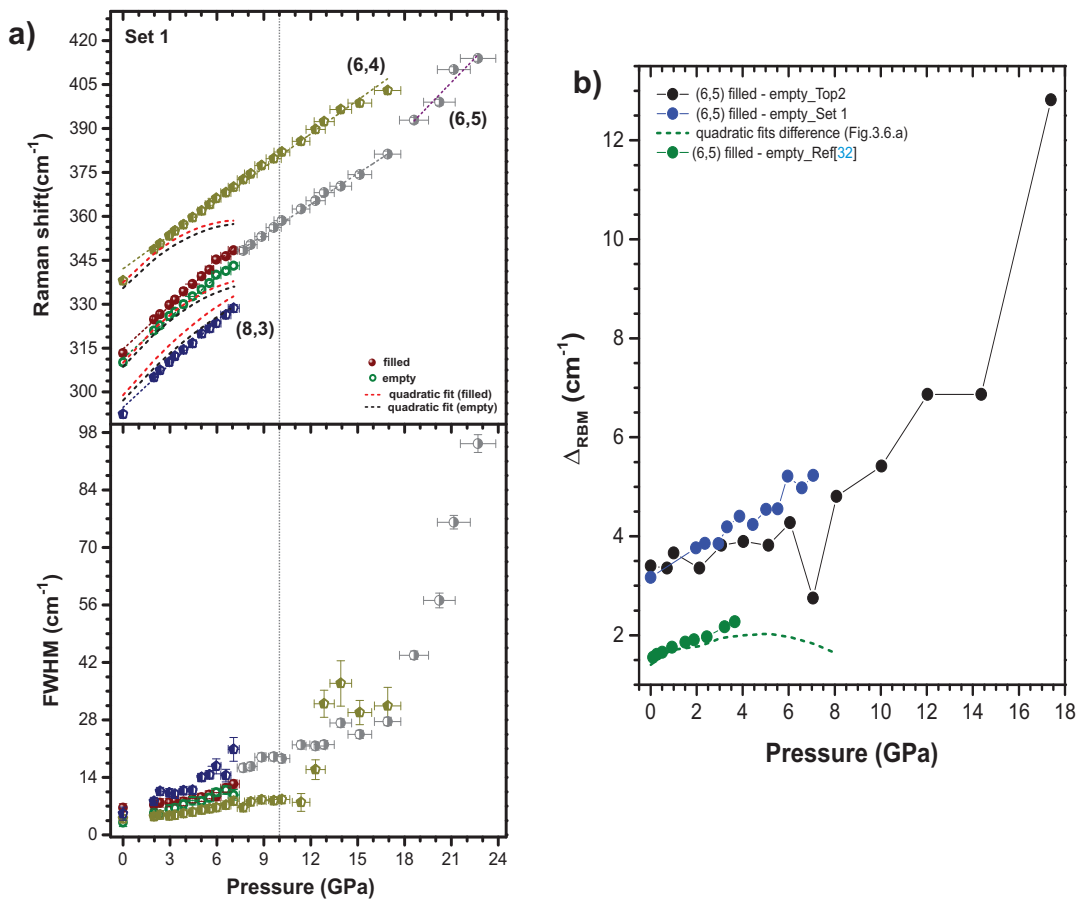 a)
Set 1
420
405
390
375
360
345
330
315
300
Raman shift(cm⁻¹)
(6,4)
(6,5)
(8,3)
filled
empty
quadratic fit (filled)
quadratic fit (empty)
98
84
70
56
42
28
14
0
FWHM (cm⁻¹)
0 3 6 9 12 15 18 21 24
Pressure (GPa)
b)
(6,5) filled - empty_Top2
(6,5) filled - empty_Set 1
quadratic fits difference (Fig.3.6.a)
(6,5) filled - empty_Ref[32]
12
10
8
6
4
2
Δ_RBM (cm⁻¹)
0 2 4 6 8 10 12 14 16 18
Pressure (GPa)